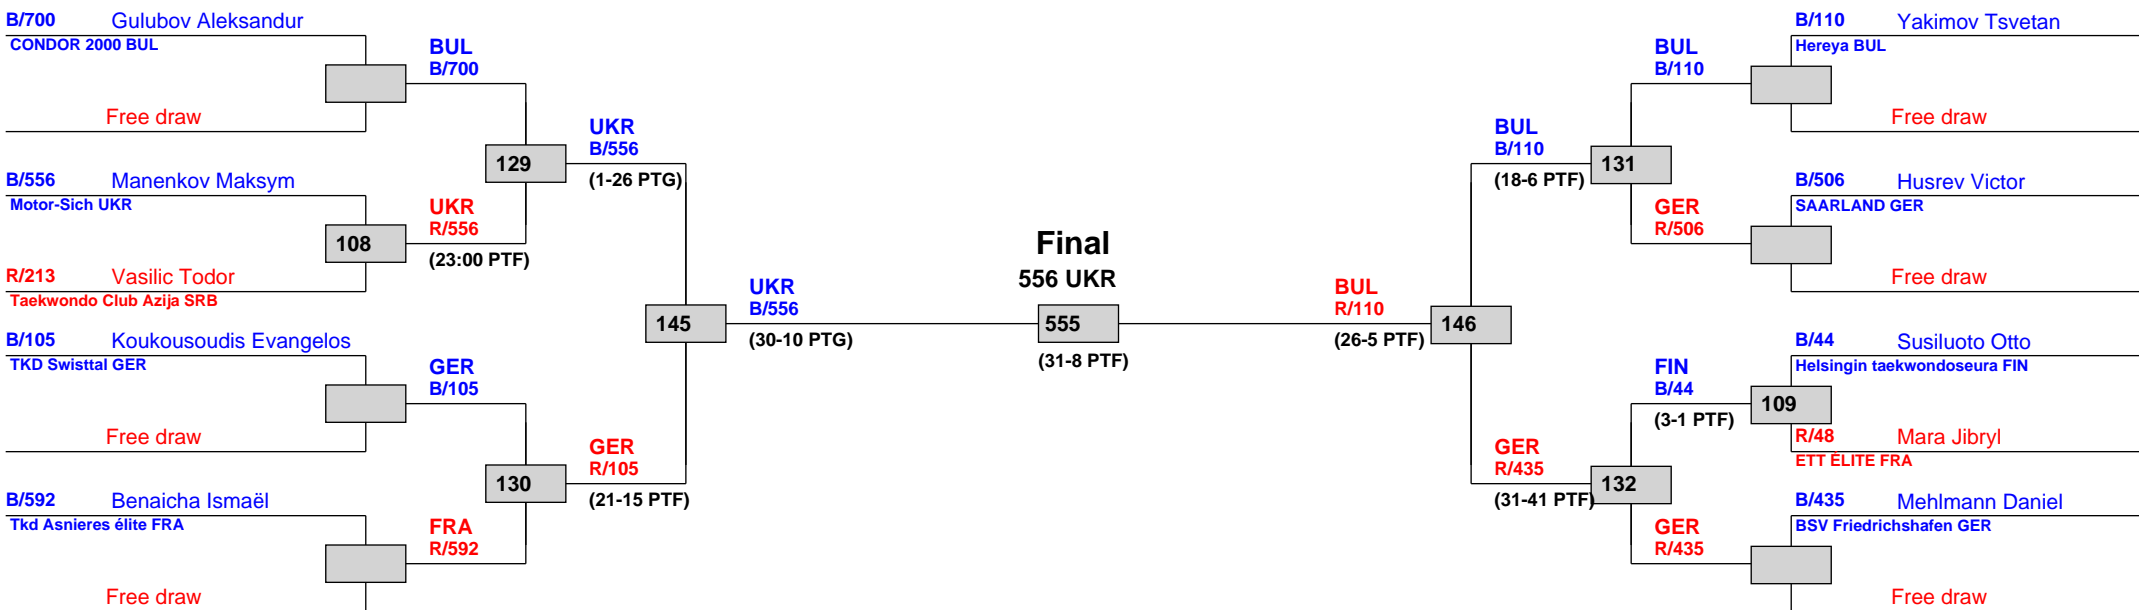 B/700 Gulubov Aleksandur
CONDOR 2000 BUL
Free draw
BUL
B/700
B/556 Manenkov Maksym
Motor-Sich UKR
108
R/213 Vasilic Todor
Taekwondo Club Azija SRB
UKR
R/556
(23:00 PTF)
129
UKR
B/556
(1-26 PTG)
B/105 Koukousoudis Evangelos
TKD Swisttal GER
Free draw
GER
B/105
B/592 Benaicha Ismaël
Tkd Asnieres élite FRA
Free draw
FRA
R/592
130
GER
R/105
(21-15 PTF)
145
UKR
B/556
(30-10 PTG)
Final
556 UKR
555
(31-8 PTF)
BUL
R/110
(26-5 PTF)
146
BUL
B/110
(18-6 PTF)
131
BUL
B/110
B/110 Yakimov Tsvetan
Hereya BUL
Free draw
GER
R/506
B/506 Husrev Victor
SAARLAND GER
Free draw
GER
R/435
(31-41 PTF)
132
FIN
B/44
(3-1 PTF)
109
B/44 Susiluoto Otto
Helsingin taekwondoseura FIN
R/48 Mara Jibryl
ETT ÉLITE FRA
GER
R/435
B/435 Mehlmann Daniel
BSV Friedrichshafen GER
Free draw